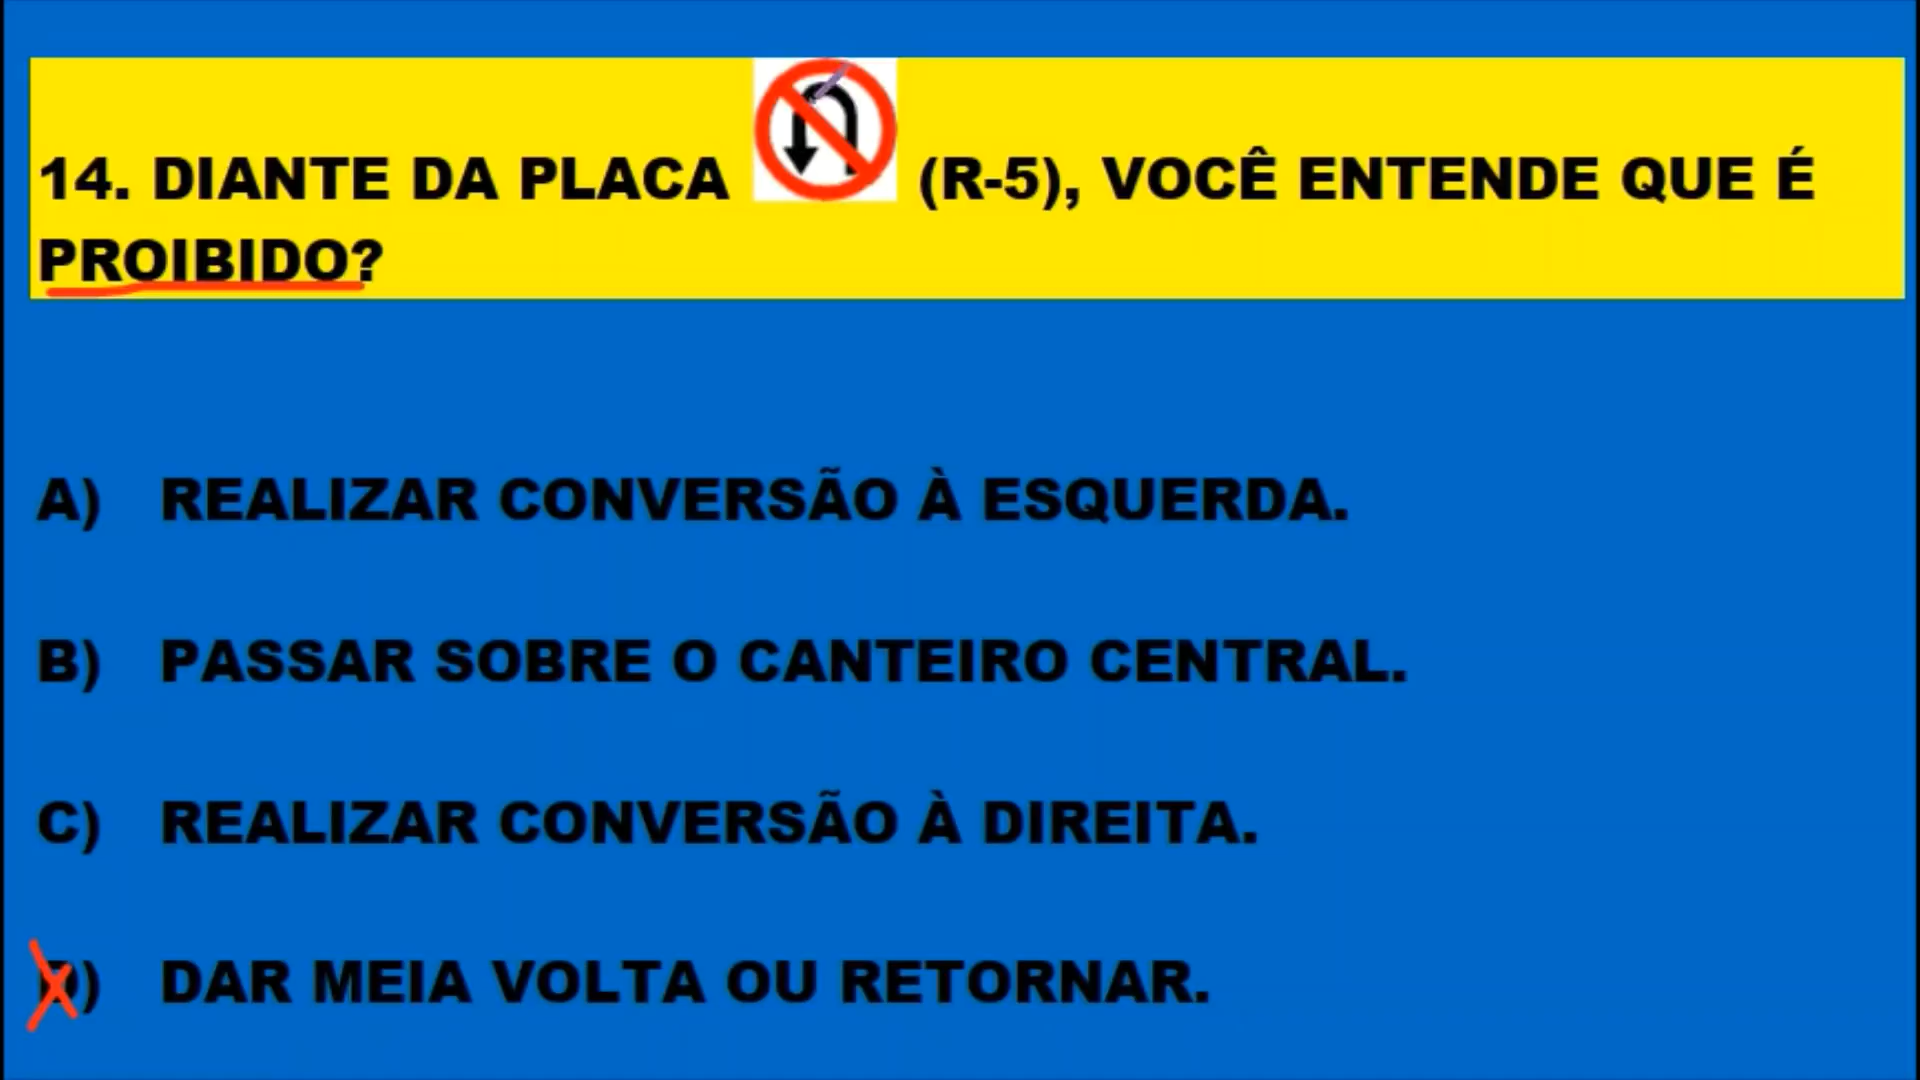 14. DIANTE DA PLACA (R-5), VOCÊ ENTENDE QUE É
PROIBIDO?
A) REALIZAR CONVERSÃO À ESQUERDA.
B) PASSAR SOBRE O CANTEIRO CENTRAL.
C) REALIZAR CONVERSÃO À DIREITA.
D) DAR MEIA VOLTA OU RETORNAR.